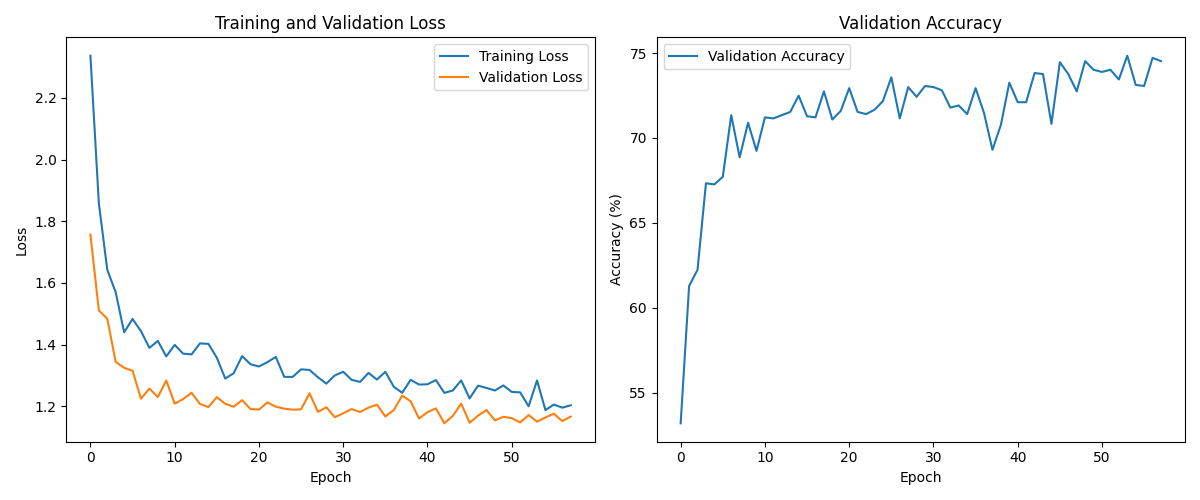 Training and Validation Loss
Training Loss
Validation Loss
2.2
2.0
1.8
1.6
1.4
1.2
Loss
0 10 20 30 40 50
Epoch
Validation Accuracy
Validation Accuracy
75
70
65
60
55
Accuracy (%)
0 10 20 30 40 50
Epoch